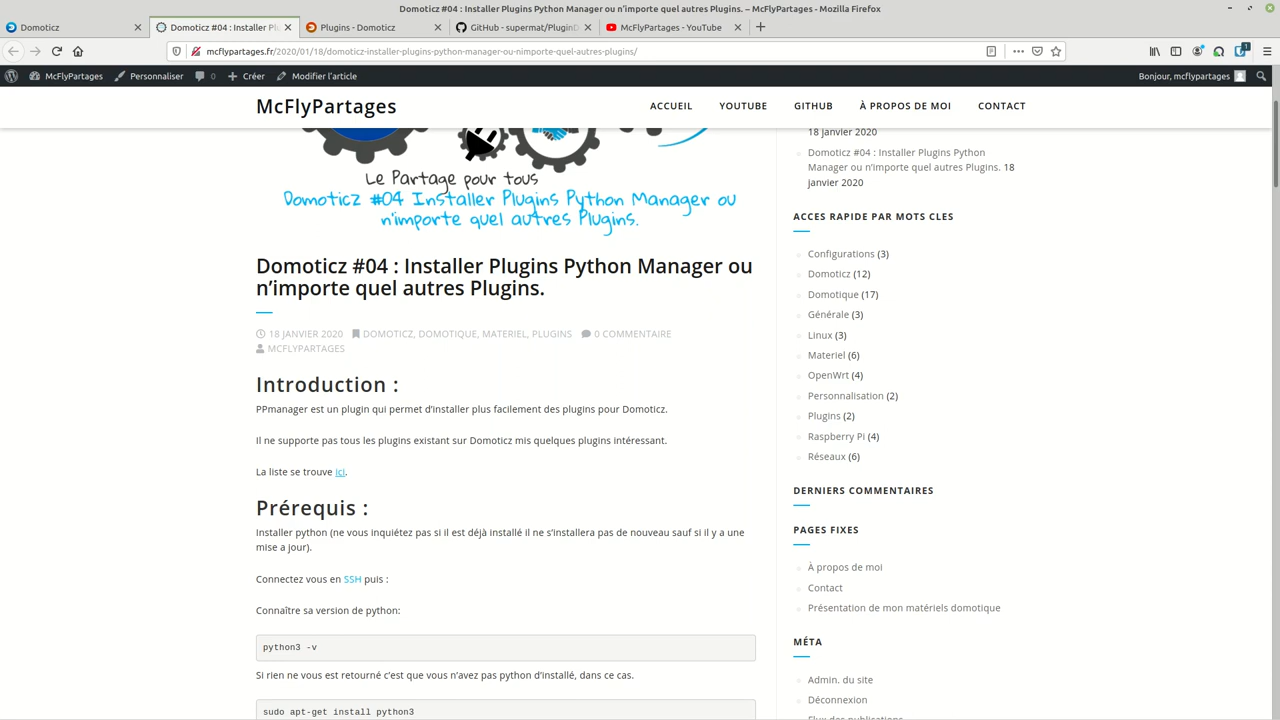 Domoticz #04 : Installer Plugins Python Manager ou n'importe quel autres Plugins. – McFlyPartages - Mozilla Firefox
Domoticz
Domoticz #04 : Installer Pl
Plugins - Domoticz
GitHub - supermat/PluginD
McFlyPartages - YouTube
mcflypartages.fr/2020/01/18/domoticz-installer-plugins-python-manager-ou-nimporte-quel-autres-plugins/
McFlyPartages
Personnaliser
0
Créer
Modifier l'article
Bonjour, mcflypartages
McFlyPartages
ACCUEIL
YOUTUBE
GITHUB
À PROPOS DE MOI
CONTACT
Le Partage pour tous
Domoticz #04 Installer Plugins Python Manager ou
n'importe quel autres Plugins.
Domoticz #04 : Installer Plugins Python Manager ou
n'importe quel autres Plugins.
18 JANVIER 2020
DOMOTICZ, DOMOTIQUE, MATERIEL, PLUGINS
0 COMMENTAIRE
MCFLYPARTAGES
Introduction :
PPmanager est un plugin qui permet d'installer plus facilement des plugins pour Domoticz.
Il ne supporte pas tous les plugins existant sur Domoticz mis quelques plugins intéressant.
La liste se trouve ici.
Prérequis :
Installer python (ne vous inquiétez pas si il est déjà installé il ne s'installera pas de nouveau sauf si il y a une
mise a jour).
Connectez vous en SSH puis :
Connaître sa version de python:
python3 -v
Si rien ne vous est retourné c'est que vous n'avez pas python d'installé, dans ce cas.
sudo apt-get install python3
18 janvier 2020
Domoticz #04 : Installer Plugins Python
Manager ou n'importe quel autres Plugins. 18
janvier 2020
ACCES RAPIDE PAR MOTS CLES
Configurations (3)
Domoticz (12)
Domotique (17)
Générale (3)
Linux (3)
Materiel (6)
OpenWrt (4)
Personnalisation (2)
Plugins (2)
Raspberry Pi (4)
Réseaux (6)
DERNIERS COMMENTAIRES
PAGES FIXES
À propos de moi
Contact
Présentation de mon matériels domotique
MÉTA
Admin. du site
Déconnexion
Flux des publications